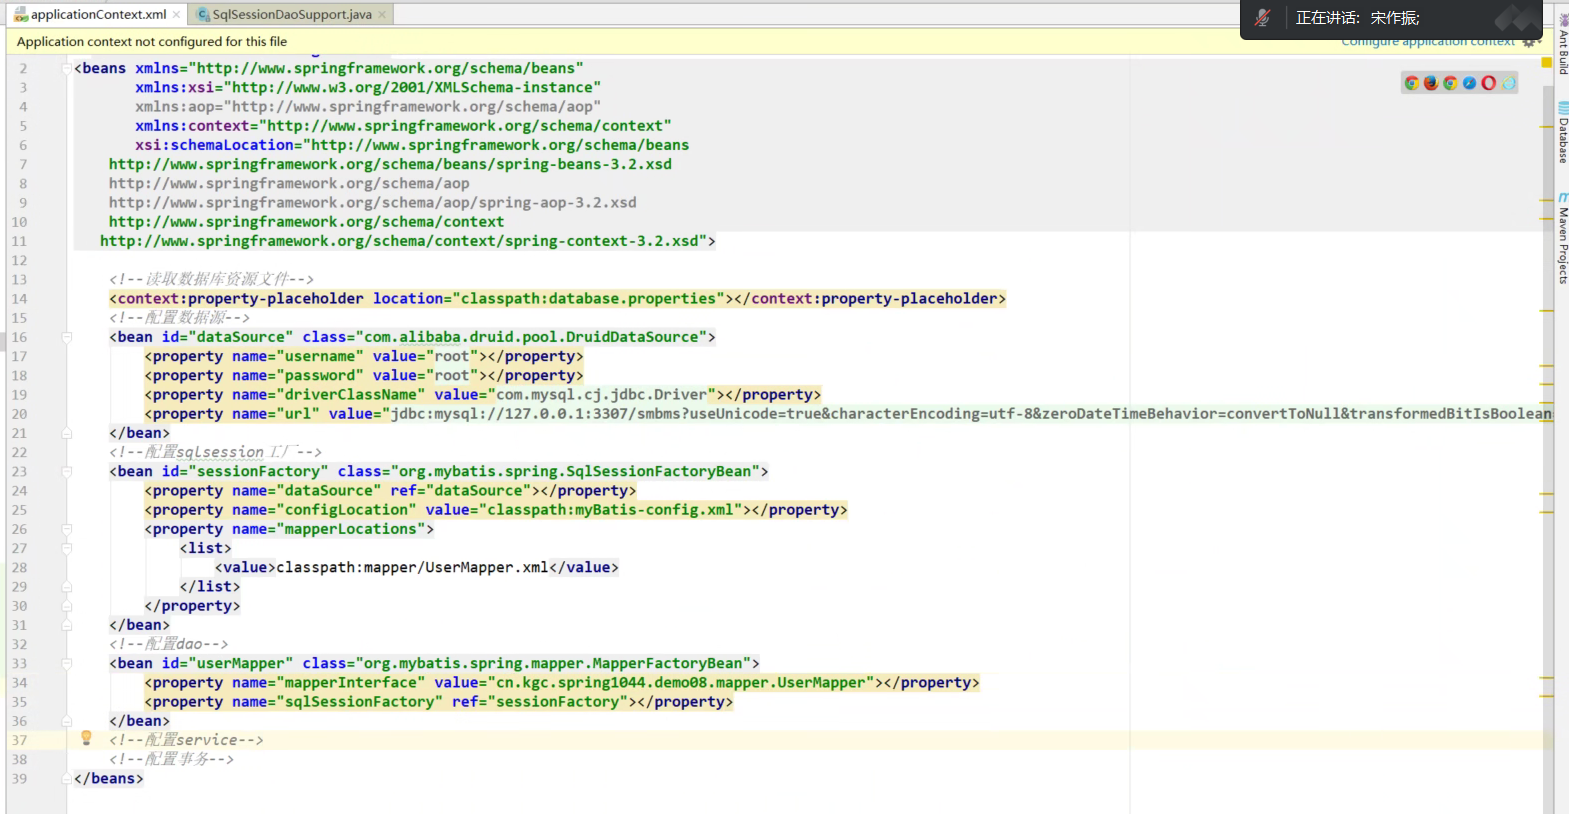 applicationContext.xml
SqlSessionDaoSupport.java
正在讲话: 宋作振;
Application context not configured for this file
Configure application context
2 <beans xmlns="http://www.springframework.org/schema/beans"
3 xmlns:xsi="http://www.w3.org/2001/XMLSchema-instance"
4 xmlns:aop="http://www.springframework.org/schema/aop"
5 xmlns:context="http://www.springframework.org/schema/context"
6 xsi:schemaLocation="http://www.springframework.org/schema/beans
7 http://www.springframework.org/schema/beans/spring-beans-3.2.xsd
8 http://www.springframework.org/schema/aop
9 http://www.springframework.org/schema/aop/spring-aop-3.2.xsd
10 http://www.springframework.org/schema/context
11 http://www.springframework.org/schema/context/spring-context-3.2.xsd">
12
13 <!--读取数据库资源文件-->
14 <context:property-placeholder location="classpath:database.properties"></context:property-placeholder>
15 <!--配置数据源-->
16 <bean id="dataSource" class="com.alibaba.druid.pool.DruidDataSource">
17 <property name="username" value="root"></property>
18 <property name="password" value="root"></property>
19 <property name="driverClassName" value="com.mysql.cj.jdbc.Driver"></property>
20 <property name="url" value="jdbc:mysql://127.0.0.1:3307/smbms?useUnicode=true&characterEncoding=utf-8&zeroDateTimeBehavior=convertToNull&transformedBitIsBoolean
21 </bean>
22 <!--配置sqlsession工厂-->
23 <bean id="sessionFactory" class="org.mybatis.spring.SqlSessionFactoryBean">
24 <property name="dataSource" ref="dataSource"></property>
25 <property name="configLocation" value="classpath:myBatis-config.xml"></property>
26 <property name="mapperLocations">
27 <list>
28 <value>classpath:mapper/UserMapper.xml</value>
29 </list>
30 </property>
31 </bean>
32 <!--配置dao-->
33 <bean id="userMapper" class="org.mybatis.spring.mapper.MapperFactoryBean">
34 <property name="mapperInterface" value="cn.kgc.spring1044.demo08.mapper.UserMapper"></property>
35 <property name="sqlSessionFactory" ref="sessionFactory"></property>
36 </bean>
37 <!--配置service-->
38 <!--配置事务-->
39 </beans>
Ant Build
Database
Maven Projects